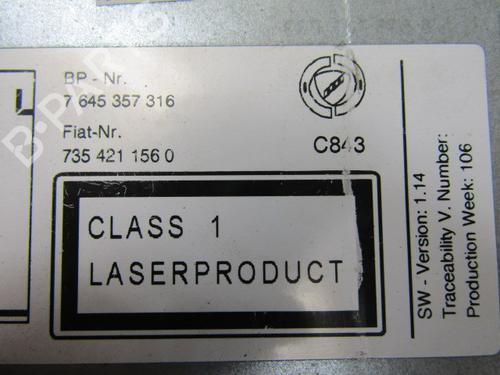 BP - Nr.
7 645 357 316
Fiat-Nr.
735 421 156 0
C843
CLASS 1
LASERPRODUCT
SW - Version: 1.14
Traceability V. Number:
Production Week: 106